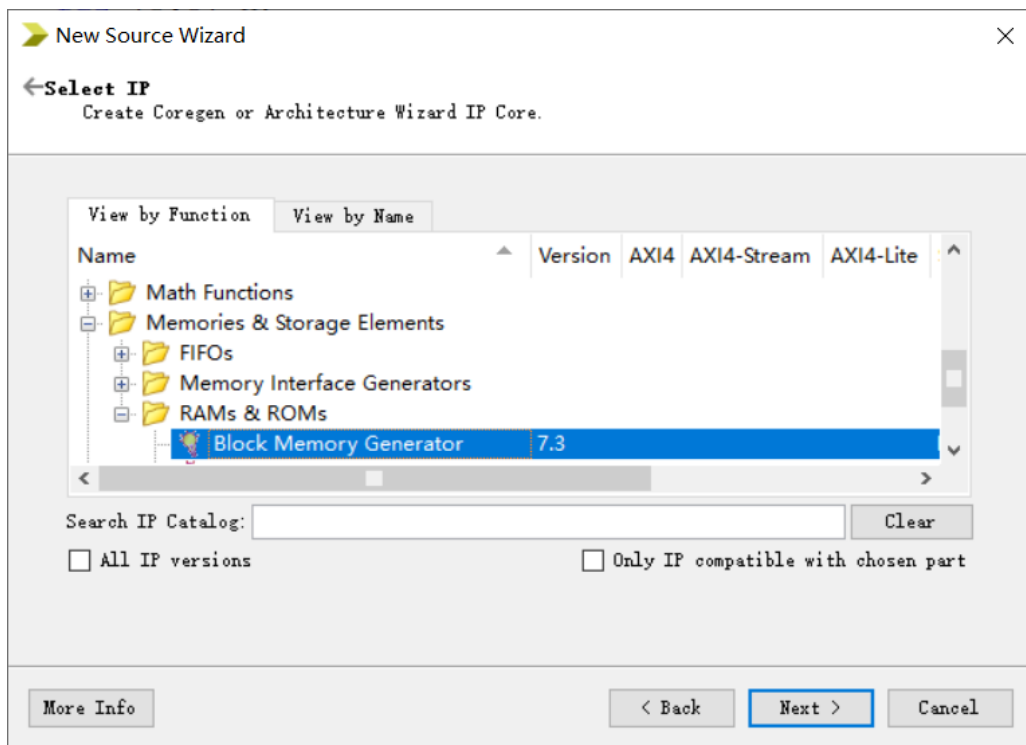 New Source Wizard
Select IP
Create Coregen or Architecture Wizard IP Core.
View by Function View by Name
Name Version AXI4 AXI4-Stream AXI4-Lite
Math Functions
Memories & Storage Elements
FIFOs
Memory Interface Generators
RAMs & ROMs
Block Memory Generator 7.3
Search IP Catalog: Clear
All IP versions Only IP compatible with chosen part
More Info < Back Next > Cancel